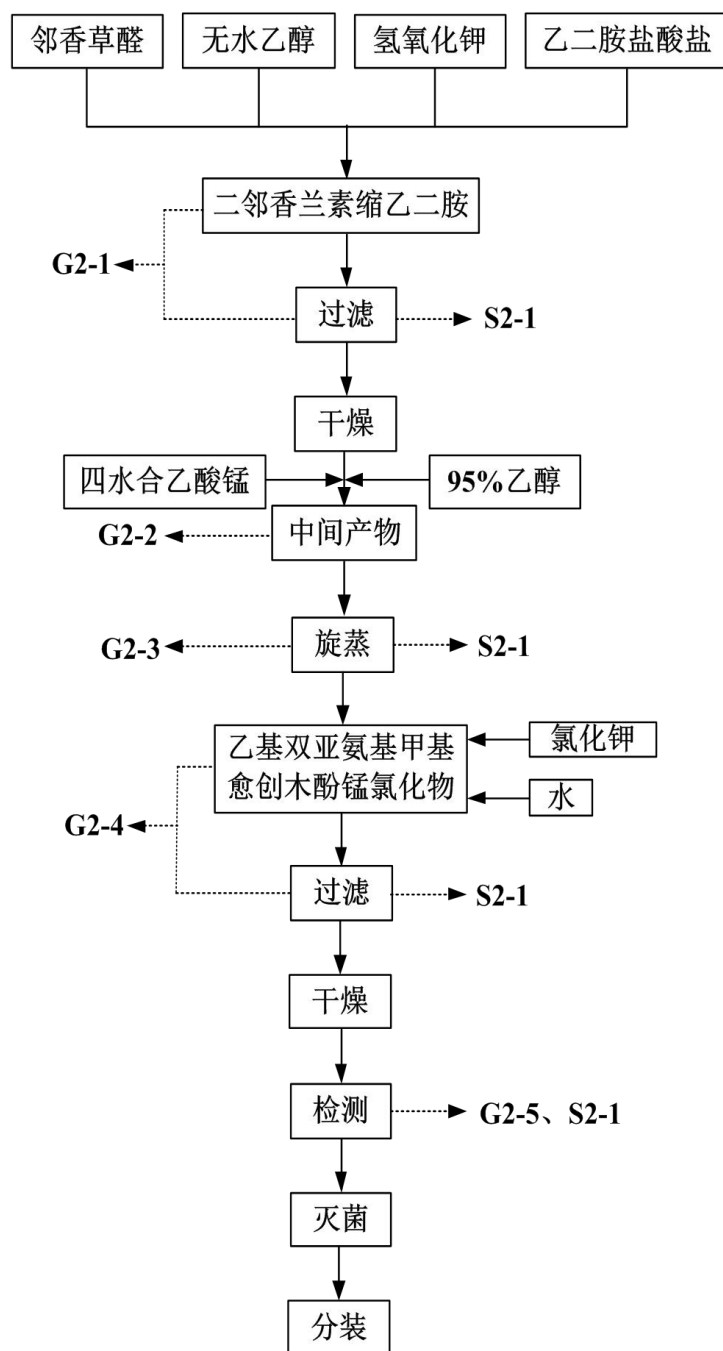 邻香草醛
无水乙醇
氢氧化钾
乙二胺盐酸盐
二邻香兰素缩乙二胺
G2-1
过滤
S2-1
干燥
四水合乙酸锰
95%乙醇
G2-2
中间产物
G2-3
旋蒸
S2-1
乙基双亚氨基甲基
愈创木酚锰氯化物
氯化钾
水
G2-4
过滤
S2-1
干燥
检测
G2-5、S2-1
灭菌
分装